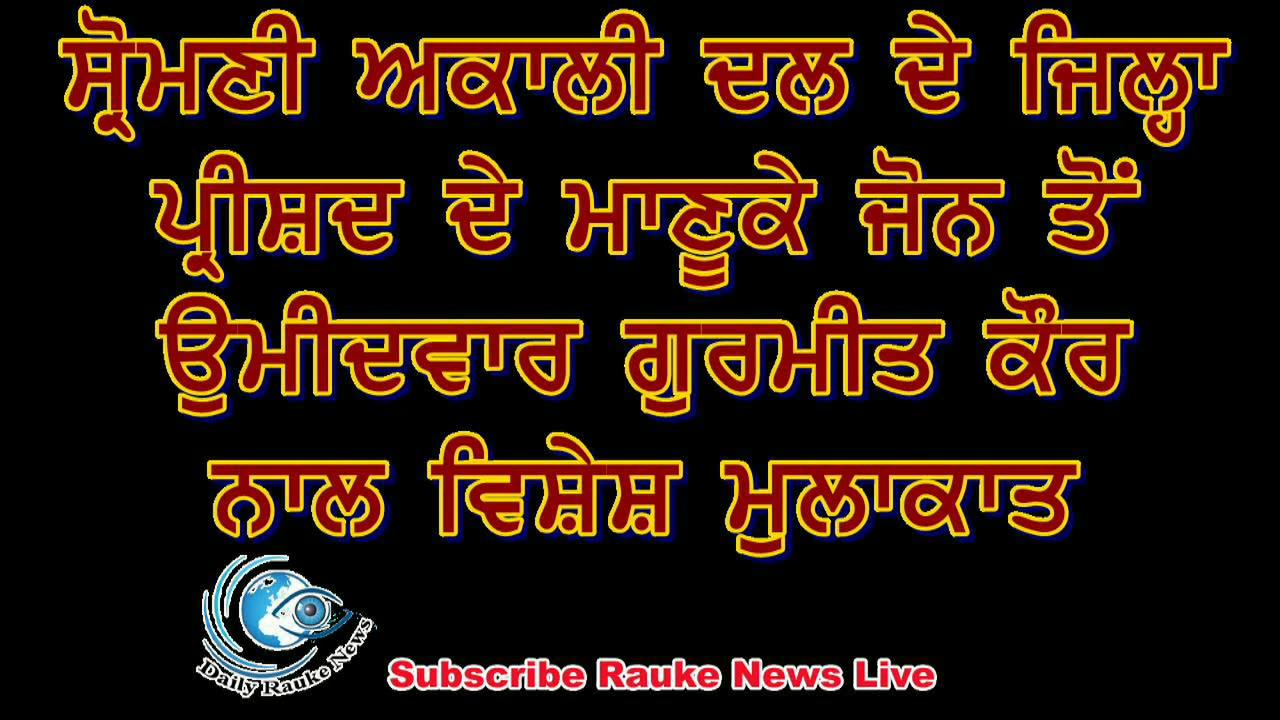 ਸ੍ਰੋਮਣੀ ਅਕਾਲੀ ਦਲ ਦੇ ਜਿਲ੍ਹਾ
ਪ੍ਰੀਸ਼ਦ ਦੇ ਮਾਣੂਕੇ ਜੋਨ ਤੋਂ
ਉਮੀਦਵਾਰ ਗੁਰਮੀਤ ਕੌਰ
ਨਾਲ ਵਿਸ਼ੇਸ਼ ਮੁਲਾਕਾਤ
Daily Rauke News
Subscribe Rauke News Live